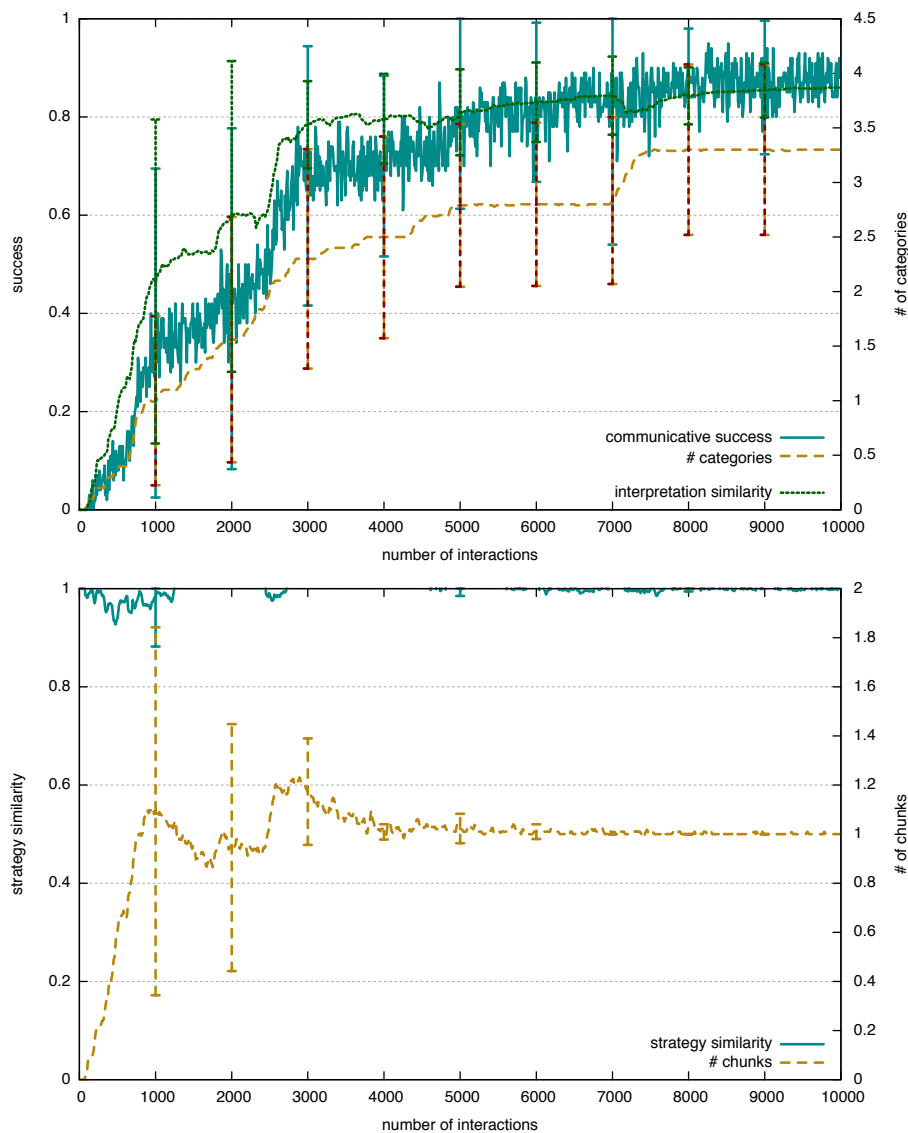 1
0.8
0.6
0.4
0.2
0
4.5
4
3.5
3
2.5
2
1.5
1
0.5
0
success
# of categories
communicative success
# categories
interpretation similarity
0 1000 2000 3000 4000 5000 6000 7000 8000 9000 10000
number of interactions
1
0.8
0.6
0.4
0.2
0
2
1.8
1.6
1.4
1.2
1
0.8
0.6
0.4
0.2
0
strategy similarity
# of chunks
strategy similarity
# chunks
0 1000 2000 3000 4000 5000 6000 7000 8000 9000 10000
number of interactions